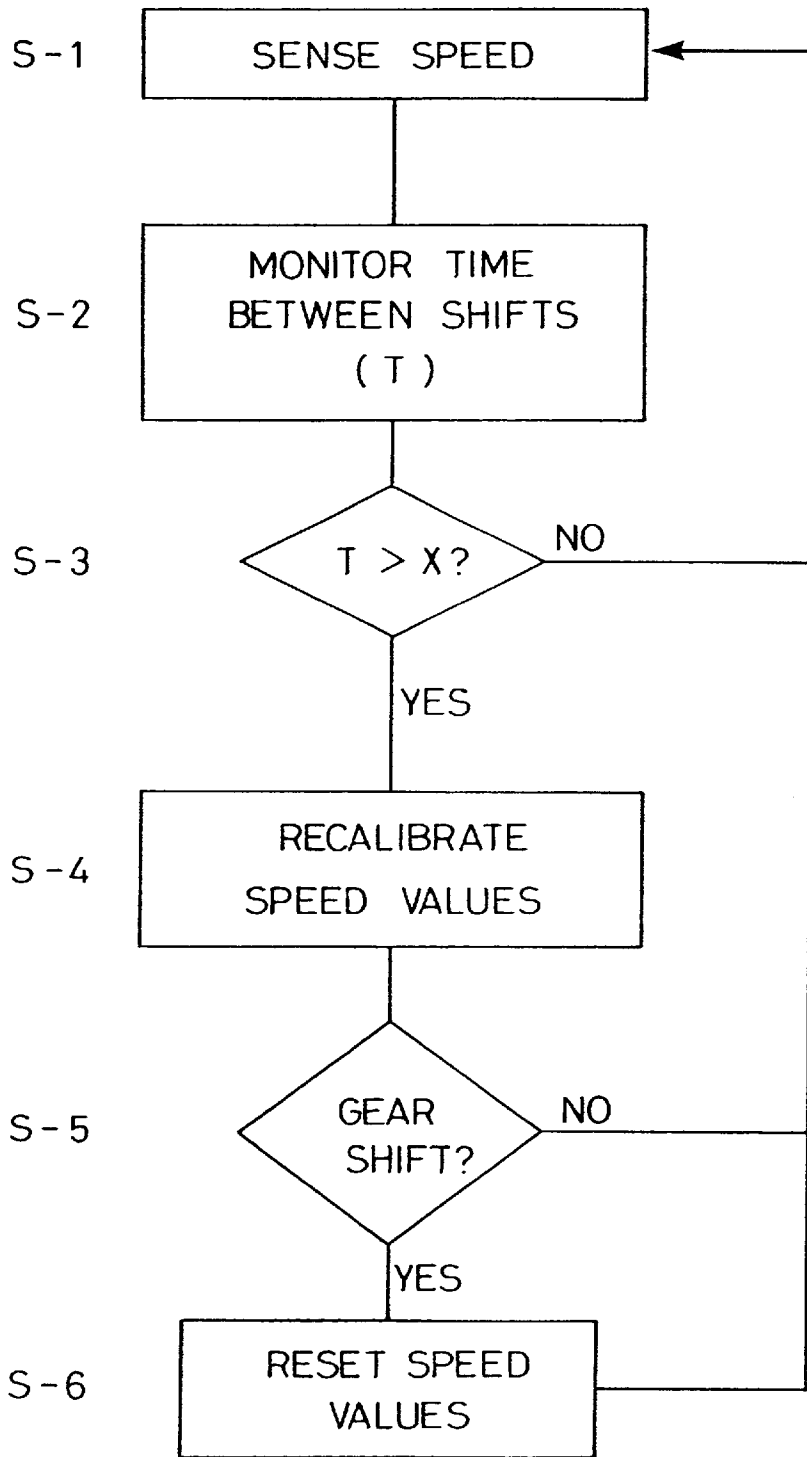 S-1
SENSE SPEED
S-2
MONITOR TIME
BETWEEN SHIFTS
(T)
S-3
T > X?
NO
YES
S-4
RECALIBRATE
SPEED VALUES
S-5
GEAR
SHIFT?
NO
YES
S-6
RESET SPEED
VALUES